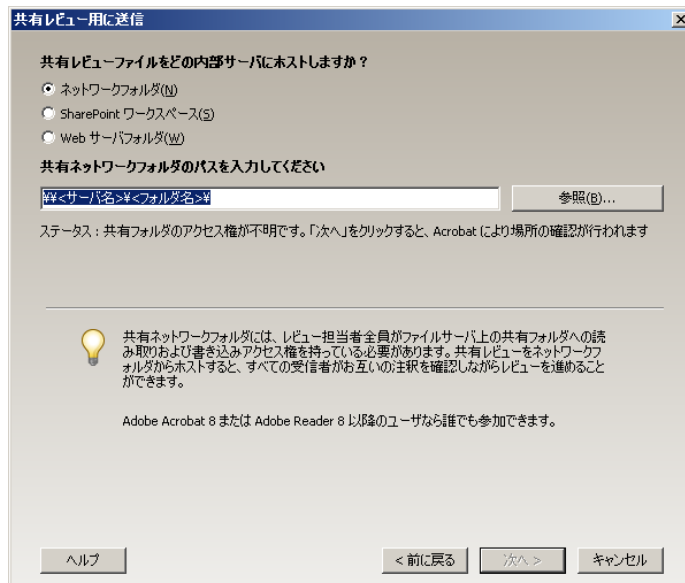 共有レビュー用に送信
共有レビューファイルをどの内部サーバにホストしますか？
ネットワークフォルダ(N)
SharePoint ワークスペース(S)
Web サーバフォルダ(W)
共有ネットワークフォルダのパスを入力してください
¥¥<サーバ名>¥<フォルダ名>¥
参照(B)...
ステータス：共有フォルダのアクセス権が不明です。「次へ」をクリックすると、Acrobat により場所の確認が行われます
共有ネットワークフォルダには、レビュー担当者全員がファイルサーバ上の共有フォルダへの読
み取りおよび書き込みアクセス権を持っている必要があります。共有レビューをネットワークフ
ォルダからホストすると、すべての受信者がお互いの注釈を確認しながらレビューを進めること
ができます。
Adobe Acrobat 8 または Adobe Reader 8 以降のユーザなら誰でも参加できます。
ヘルプ
< 前に戻る
次へ >
キャンセル